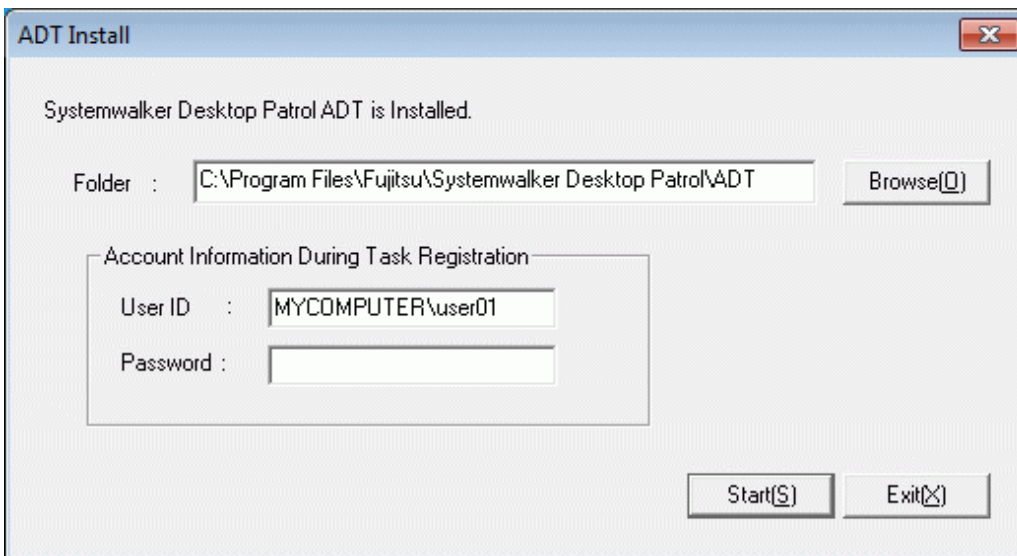 ADT Install
Systemwalker Desktop Patrol ADT is Installed.
Folder : C:\Program Files\Fujitsu\Systemwalker Desktop Patrol\ADT Browse(O)
Account Information During Task Registration
User ID : MYCOMPUTER\user01
Password :
Start(S) Exit(X)